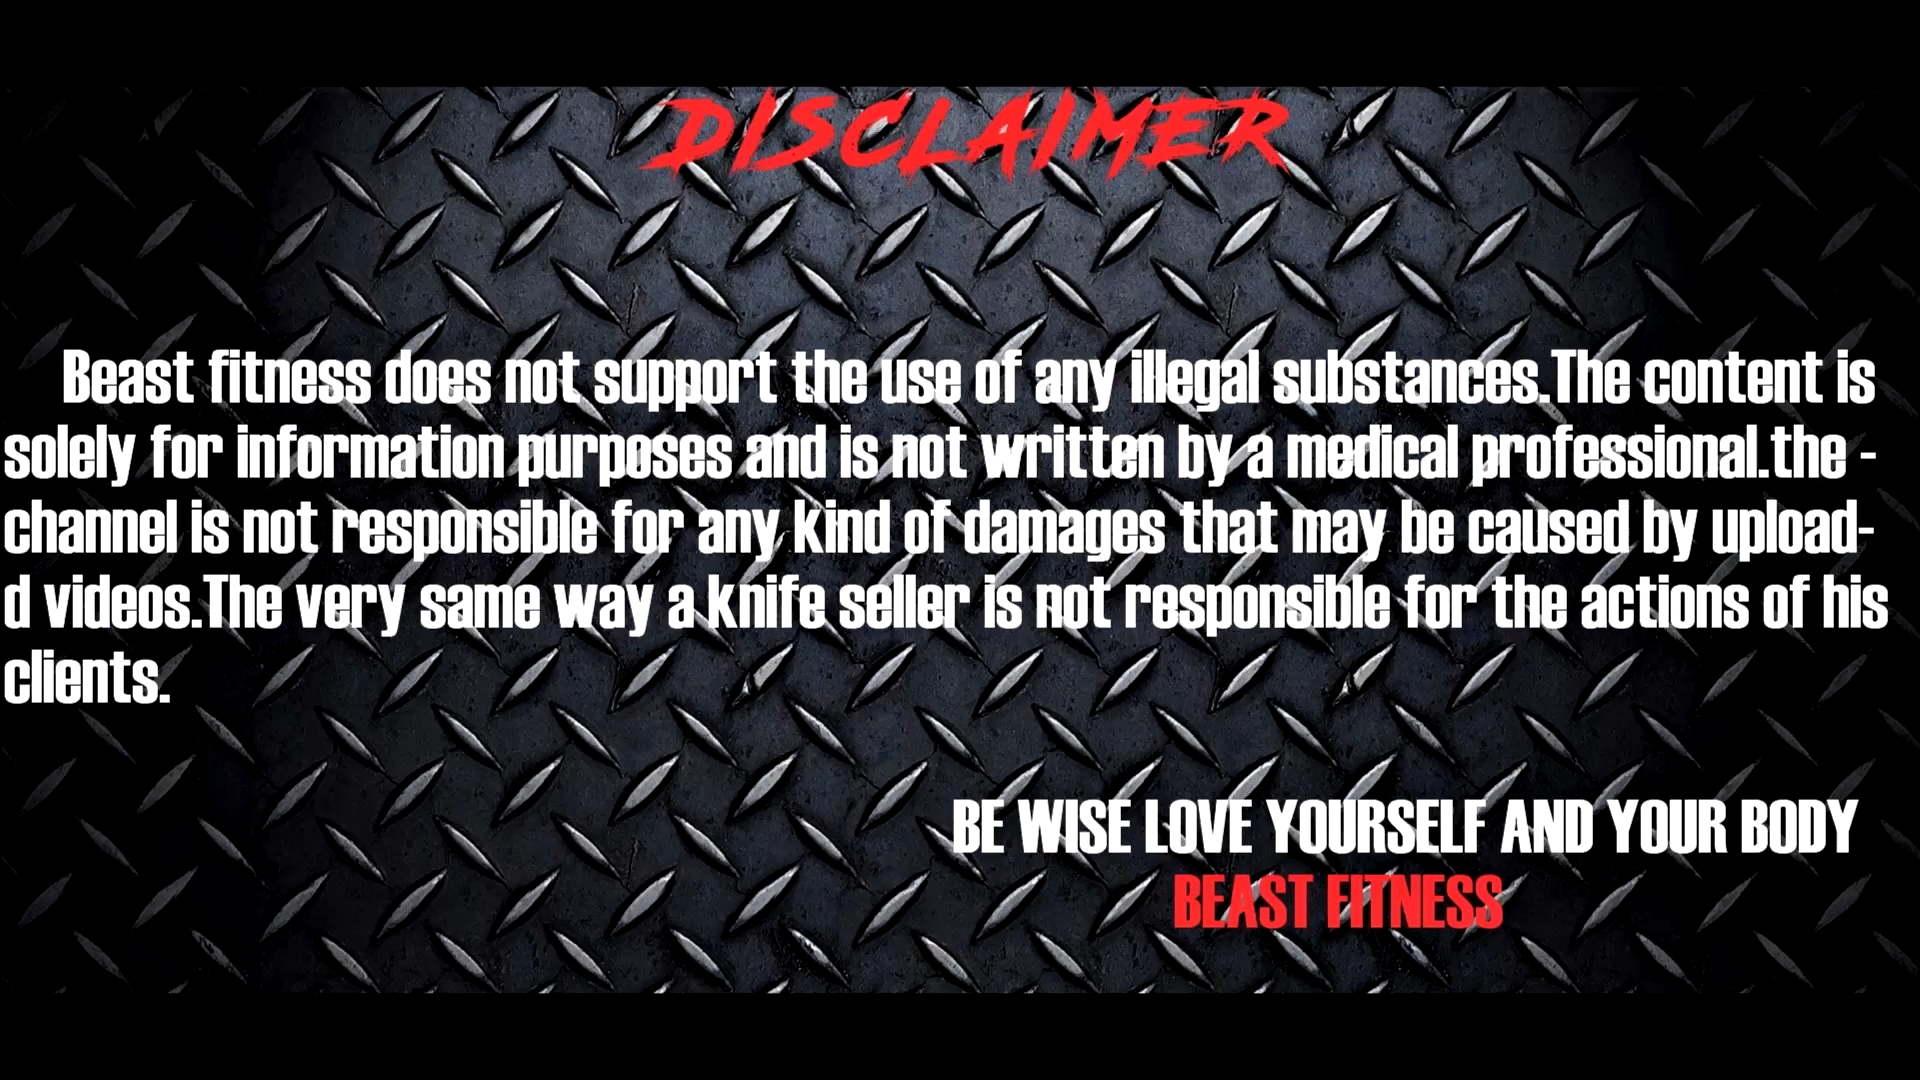 DISCLAIMER
Beast fitness does not support the use of any illegal substances.The content is
solely for information purposes and is not written by a medical professional.the -
channel is not responsible for any kind of damages that may be caused by upload-
d videos.The very same way a knife seller is not responsible for the actions of his
clients.
BE WISE LOVE YOURSELF AND YOUR BODY
BEAST FITNESS